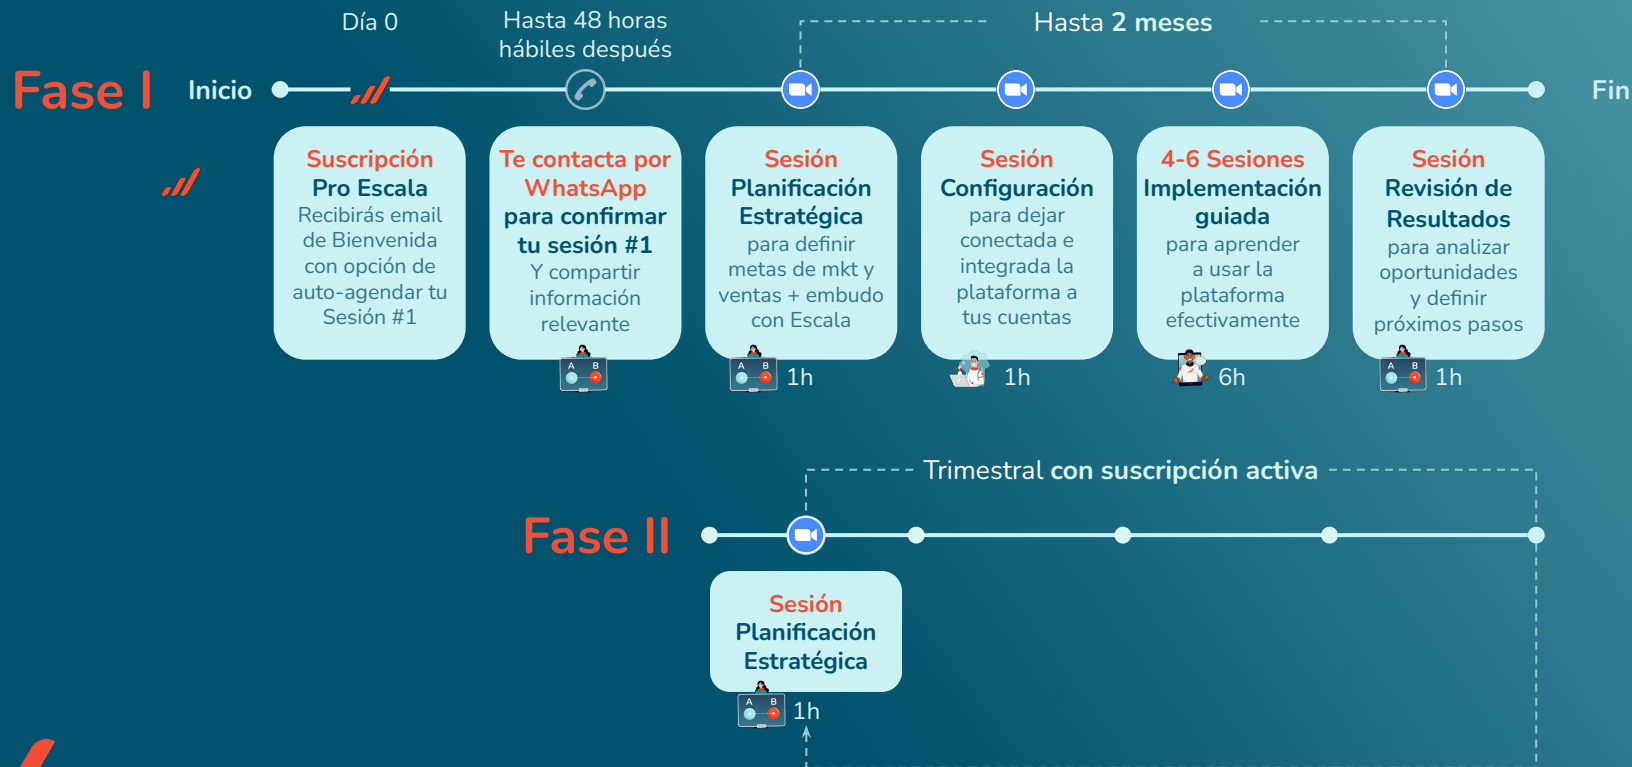 Día 0
Hasta 48 horas
hábiles después
Hasta 2 meses
Fase I
Inicio
Fin
Suscripción
Pro Escala
Recibirás email
de Bienvenida
con opción de
auto-agendar tu
Sesión #1
Te contacta por
WhatsApp
para confirmar
tu sesión #1
Y compartir
información
relevante
A B
Sesión
Planificación
Estratégica
para definir
metas de mkt y
ventas + embudo
con Escala
A B
1h
Sesión
Configuración
para dejar
conectada e
integrada la
plataforma a
tus cuentas
1h
4-6 Sesiones
Implementación
guiada
para aprender
a usar la
plataforma
efectivamente
6h
Sesión
Revisión de
Resultados
para analizar
oportunidades
y definir
próximos pasos
A B
1h
Trimestral con suscripción activa
Fase II
Sesión
Planificación
Estratégica
A B
1h